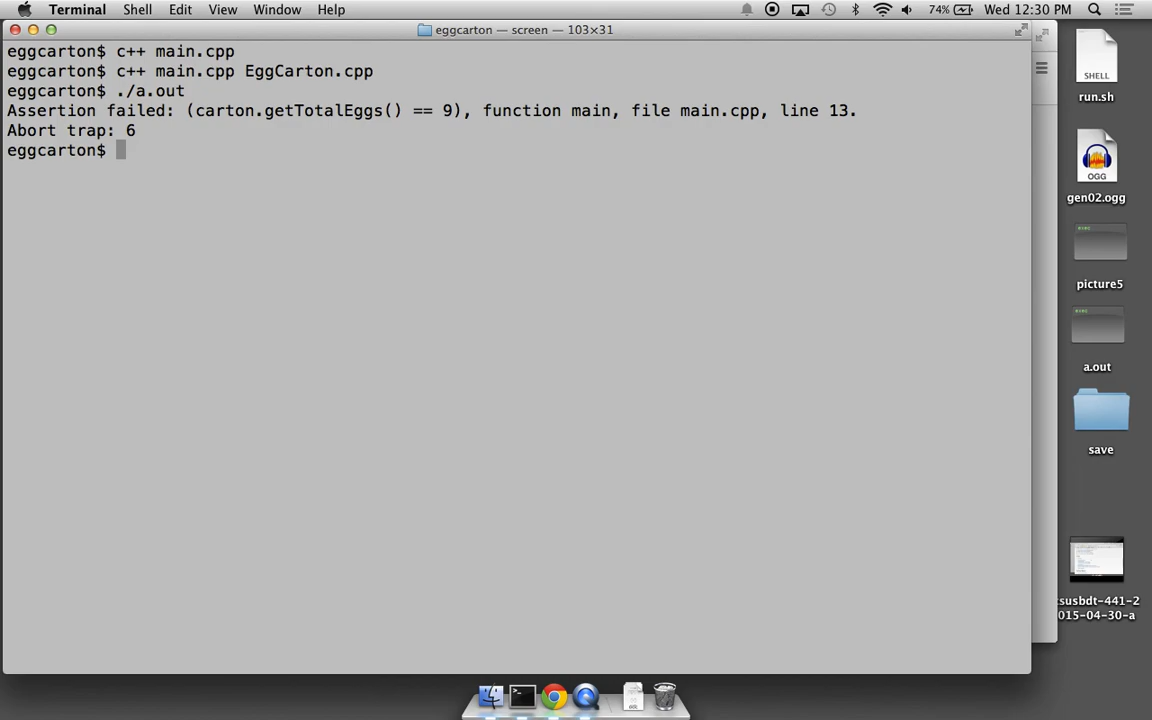 Terminal Shell Edit View Window Help 74% Wed 12:30 PM
eggcarton — screen — 103×31
eggcarton$ c++ main.cpp
eggcarton$ c++ main.cpp EggCarton.cpp
eggcarton$ ./a.out
Assertion failed: (carton.getTotalEggs() == 9), function main, file main.cpp, line 13.
Abort trap: 6
eggcarton$
SHELL
run.sh
OGG
gen02.ogg
picture5
a.out
save
csusbdt-441-2
015-04-30-a